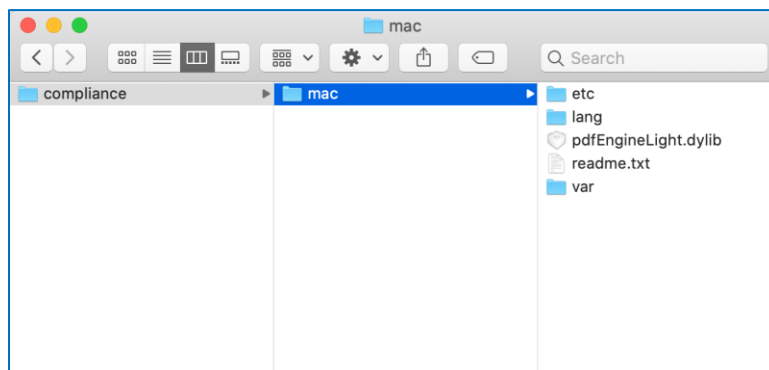 mac
Search
compliance
mac
etc
lang
pdfEngineLight.dylib
readme.txt
var